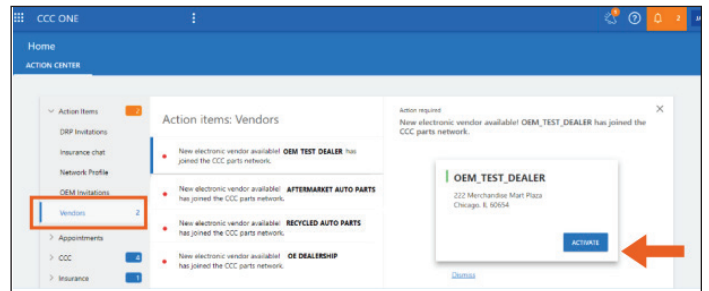 CCC ONE
2
Home
ACTION CENTER
Action Items 2
DRP Invitations
Insurance chat
Network Profile
OEM Invitations
Vendors 2
Appointments
CCC 4
Insurance 1
Action items: Vendors
New electronic vendor available! OEM TEST DEALER has
joined the CCC parts network.
New electronic vendor available! AFTERMARKET AUTO PARTS
has joined the CCC parts network.
New electronic vendor available! RECYCLED AUTO PARTS
has joined the CCC parts network.
New electronic vendor available! OE DEALERSHIP
has joined the CCC parts network.
Action required
New electronic vendor available! OEM_TEST_DEALER has joined the
CCC parts network.
OEM_TEST_DEALER
222 Merchandise Mart Plaza
Chicago, IL 60654
ACTIVATE
Dismiss